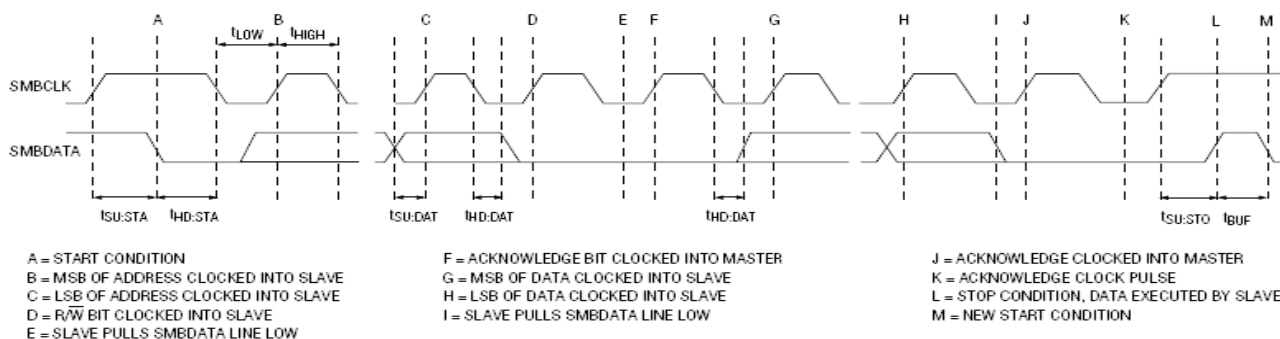 A B C D E F G H I J K L M
tLOW tHIGH
SMBCLK
SMBDATA
tSU:STA tHD:STA tSU:DAT tHD:DAT tHD:DAT tSU:STO tBUF
A = START CONDITION
B = MSB OF ADDRESS CLOCKED INTO SLAVE
C = LSB OF ADDRESS CLOCKED INTO SLAVE
D = R/W̅ BIT CLOCKED INTO SLAVE
E = SLAVE PULLS SMBDATA LINE LOW
F = ACKNOWLEDGE BIT CLOCKED INTO MASTER
G = MSB OF DATA CLOCKED INTO SLAVE
H = LSB OF DATA CLOCKED INTO SLAVE
I = SLAVE PULLS SMBDATA LINE LOW
J = ACKNOWLEDGE CLOCKED INTO MASTER
K = ACKNOWLEDGE CLOCK PULSE
L = STOP CONDITION, DATA EXECUTED BY SLAVE
M = NEW START CONDITION